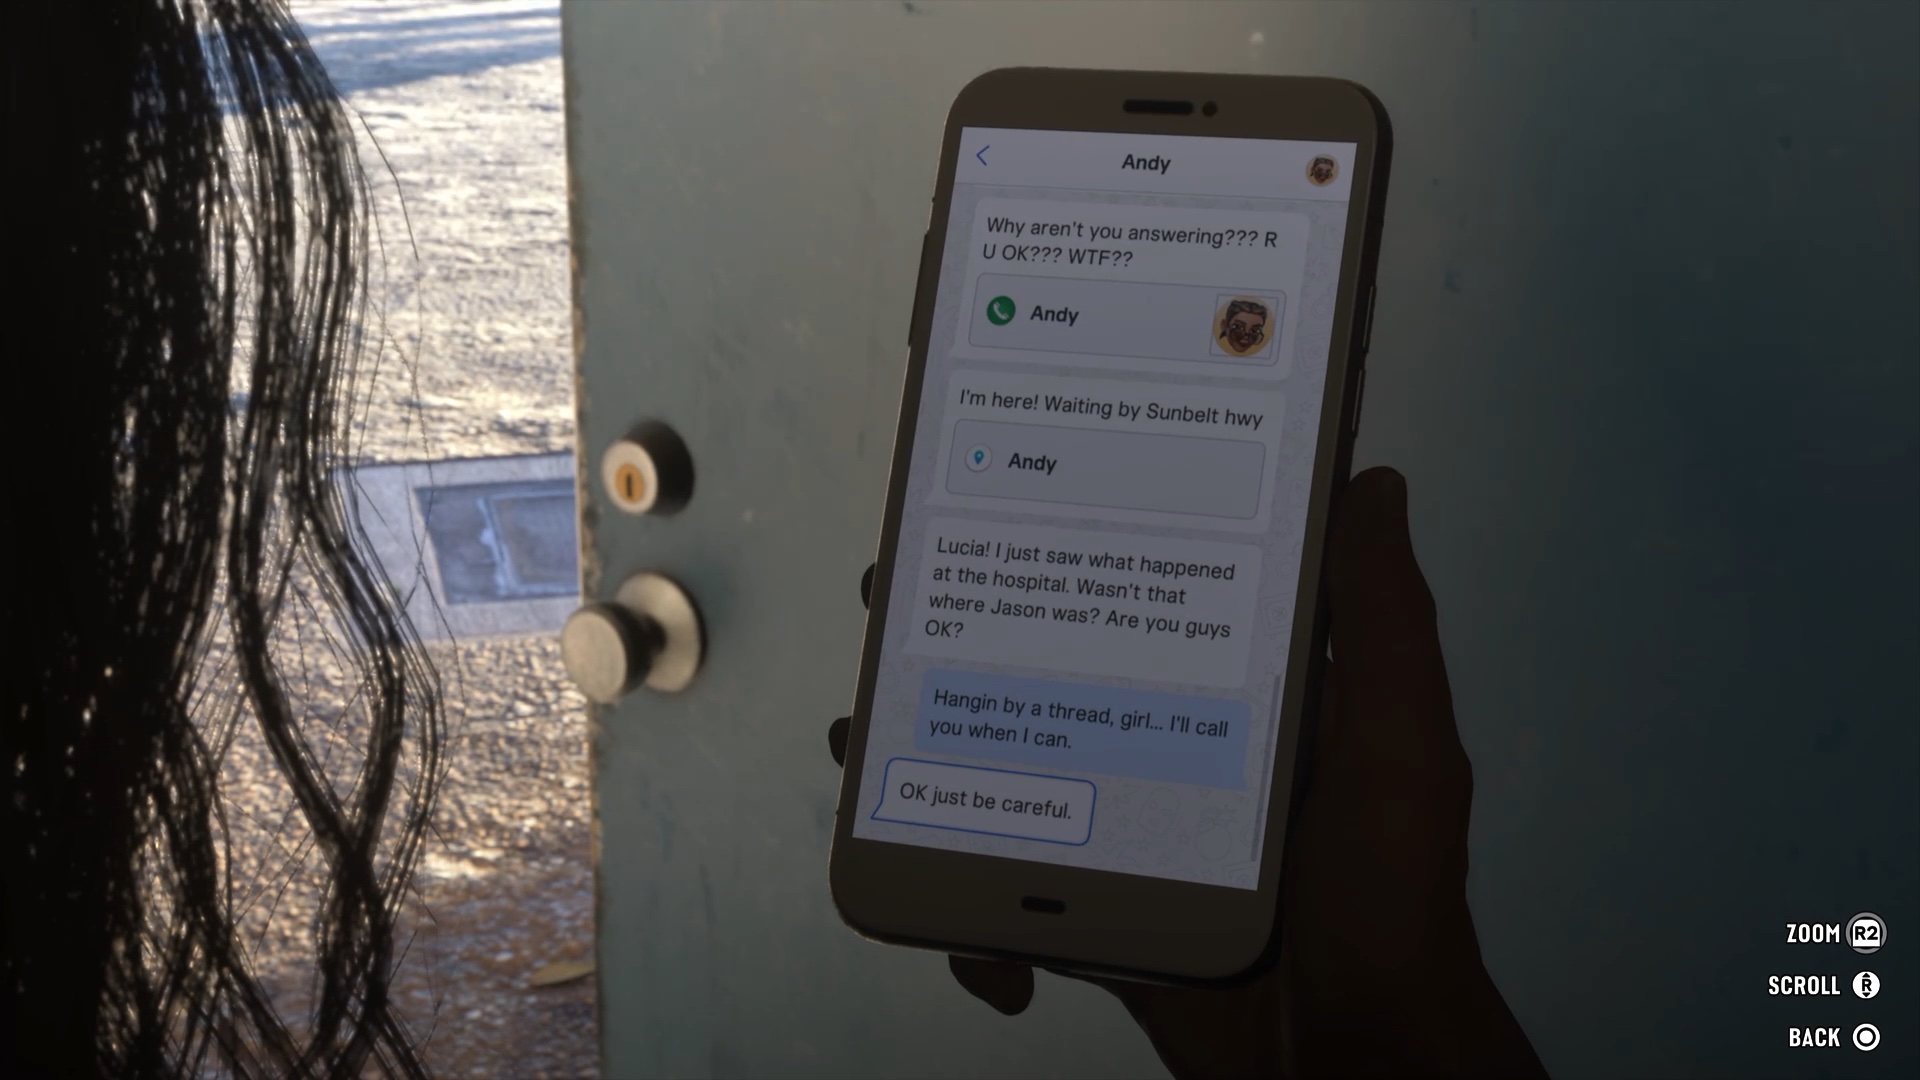 Andy
Why aren't you answering??? R
U OK??? WTF??
Andy
I'm here! Waiting by Sunbelt hwy
Andy
Lucia! I just saw what happened
at the hospital. Wasn't that
where Jason was? Are you guys
OK?
Hangin by a thread, girl... I'll call
you when I can.
OK just be careful.
ZOOM R2
SCROLL R
BACK